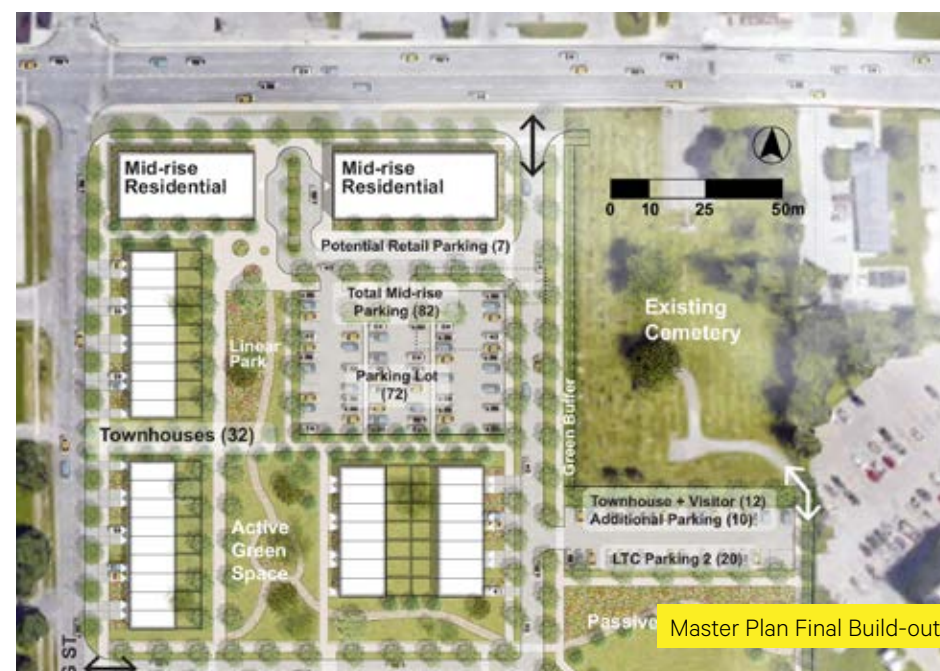 Mid-rise
Residential
Mid-rise
Residential
0 10 25 50m
Potential Retail Parking (7)
Total Mid-rise
Parking (82)
Existing
Cemetery
Linear
Park
Parking Lot
(72)
Green Buffer
Townhouses (32)
Townhouse + Visitor (12)
Additional Parking (10)
Active
Green
Space
LTC Parking 2 (20)
Passive
Master Plan Final Build-out
ST